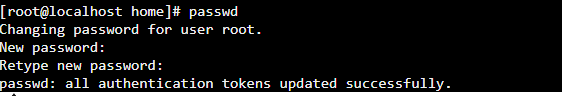 [root@localhost home]# passwd
Changing password for user root.
New password:
Retype new password:
passwd: all authentication tokens updated successfully.